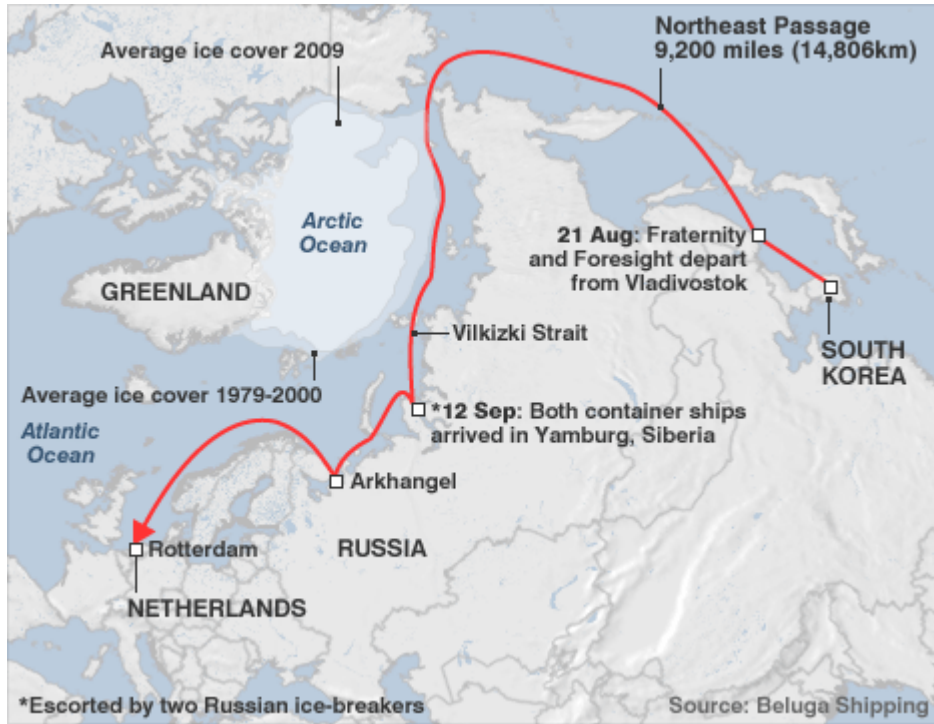 Northeast Passage
9,200 miles (14,806km)
Average ice cover 2009
Arctic
Ocean
21 Aug: Fraternity
and Foresight depart
from Vladivostok
GREENLAND
Vilkizki Strait
SOUTH
KOREA
Average ice cover 1979-2000
*12 Sep: Both container ships
arrived in Yamburg, Siberia
Atlantic
Ocean
Arkhangel
Rotterdam
RUSSIA
NETHERLANDS
*Escorted by two Russian ice-breakers
Source: Beluga Shipping